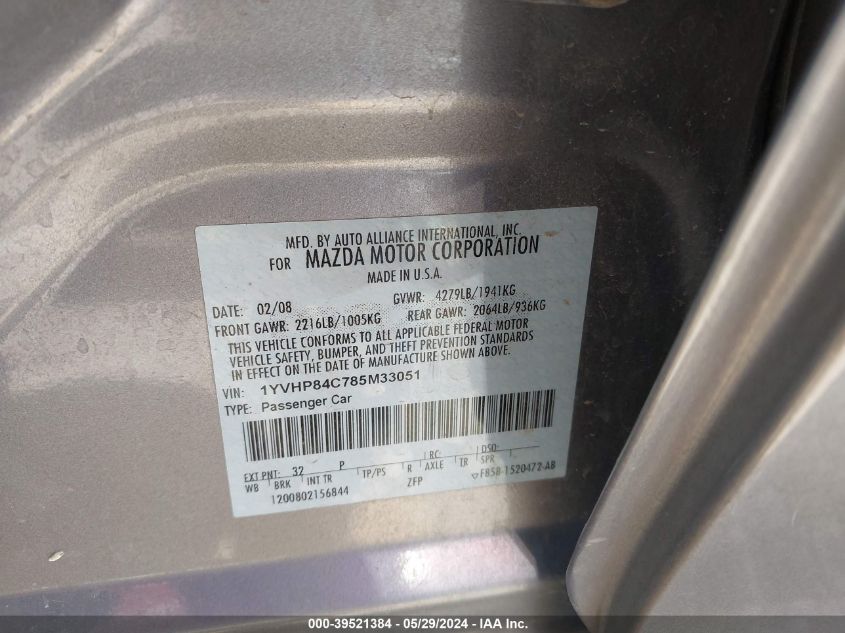 MFD. BY AUTO ALLIANCE INTERNATIONAL, INC.
FOR MAZDA MOTOR CORPORATION
MADE IN U.S.A.
DATE: 02/08 GVWR: 4279LB/1941KG
FRONT GAWR: 2216LB/1005KG REAR GAWR: 2064LB/936KG
THIS VEHICLE CONFORMS TO ALL APPLICABLE FEDERAL MOTOR
VEHICLE SAFETY, BUMPER, AND THEFT PREVENTION STANDARDS
IN EFFECT ON THE DATE OF MANUFACTURE SHOWN ABOVE.
VIN: 1YVHP84C785M33051
TYPE: Passenger Car
EXT PNT: 32 P RC: DSO:
WB BRK INT TR TP/PS R AXLE TR SPR
1200802156844 ZFP F85B-1520472-AB
000-39521384 / 05/29/2024 - IAA Inc.